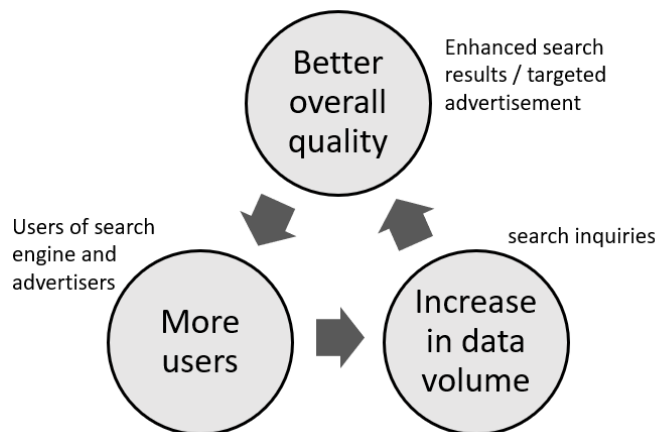 Better
overall
quality
Enhanced search
results / targeted
advertisement
Users of search
engine and
advertisers
search inquiries
More
users
Increase
in data
volume